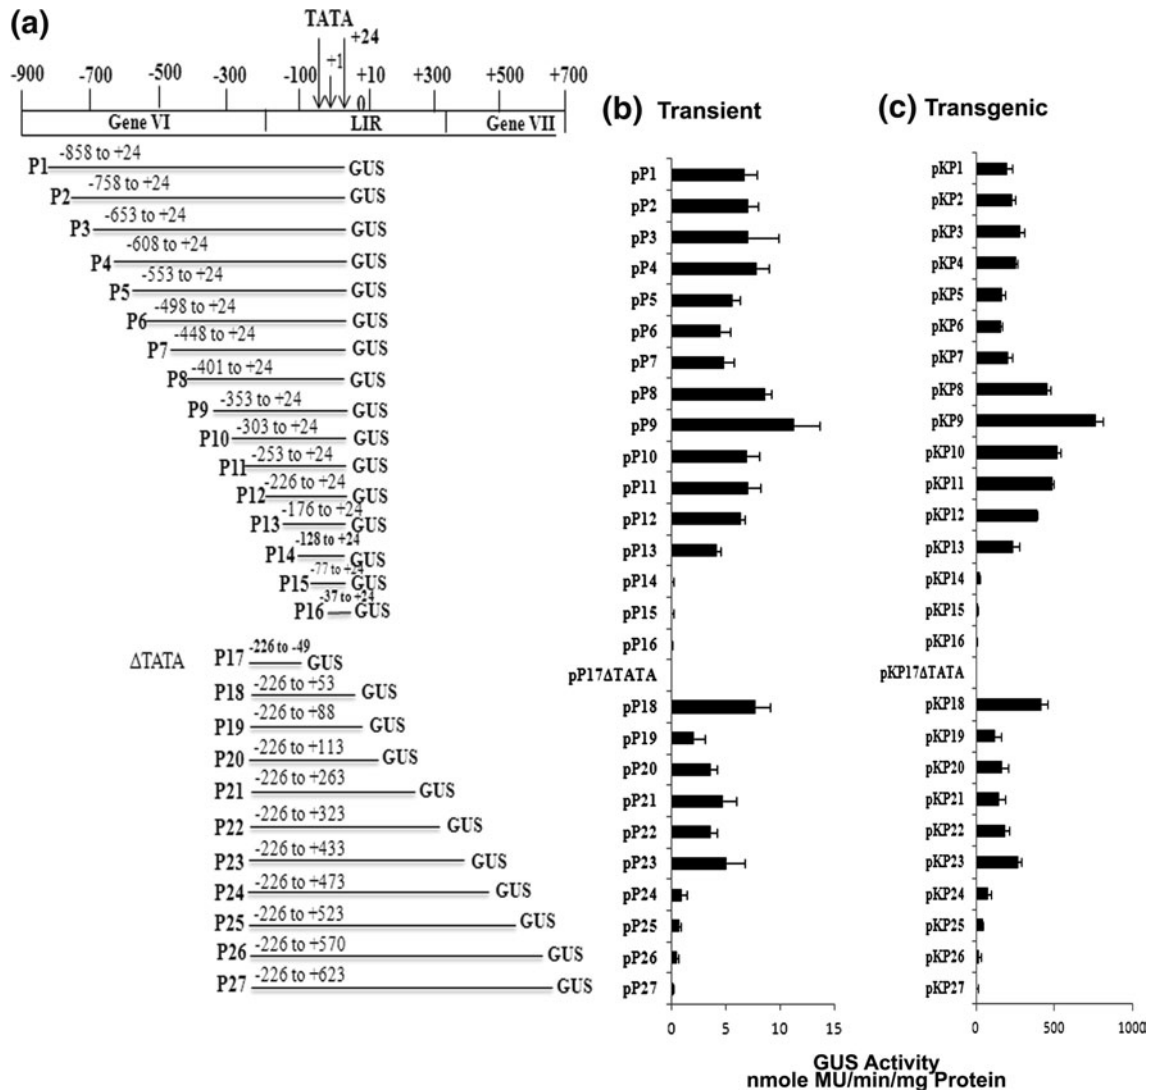 (a)
TATA
+24
+1
-900 -700 -500 -300 -100 +10 +300 +500 +700
0
Gene VI LIR Gene VII
P1 -858 to +24 GUS
P2 -758 to +24 GUS
P3 -653 to +24 GUS
P4 -608 to +24 GUS
P5 -553 to +24 GUS
P6 -498 to +24 GUS
P7 -448 to +24 GUS
P8 -401 to +24 GUS
P9 -353 to +24 GUS
P10 -303 to +24 GUS
P11 -253 to +24 GUS
P12 -226 to +24 GUS
P13 -176 to +24 GUS
P14 -128 to +24 GUS
P15 -77 to +24 GUS
P16 -37 to +24 GUS
ΔTATA P17 -226 to -49 GUS
P18 -226 to +53 GUS
P19 -226 to +88 GUS
P20 -226 to +113 GUS
P21 -226 to +263 GUS
P22 -226 to +323 GUS
P23 -226 to +433 GUS
P24 -226 to +473 GUS
P25 -226 to +523 GUS
P26 -226 to +570 GUS
P27 -226 to +623 GUS
(b) Transient
pP1
pP2
pP3
pP4
pP5
pP6
pP7
pP8
pP9
pP10
pP11
pP12
pP13
pP14
pP15
pP16
pP17ΔTATA
pP18
pP19
pP20
pP21
pP22
pP23
pP24
pP25
pP26
pP27
0 5 10 15
(c) Transgenic
pKP1
pKP2
pKP3
pKP4
pKP5
pKP6
pKP7
pKP8
pKP9
pKP10
pKP11
pKP12
pKP13
pKP14
pKP15
pKP16
pKP17ΔTATA
pKP18
pKP19
pKP20
pKP21
pKP22
pKP23
pKP24
pKP25
pKP26
pKP27
0 500 1000
GUS Activity
nmole MU/min/mg Protein